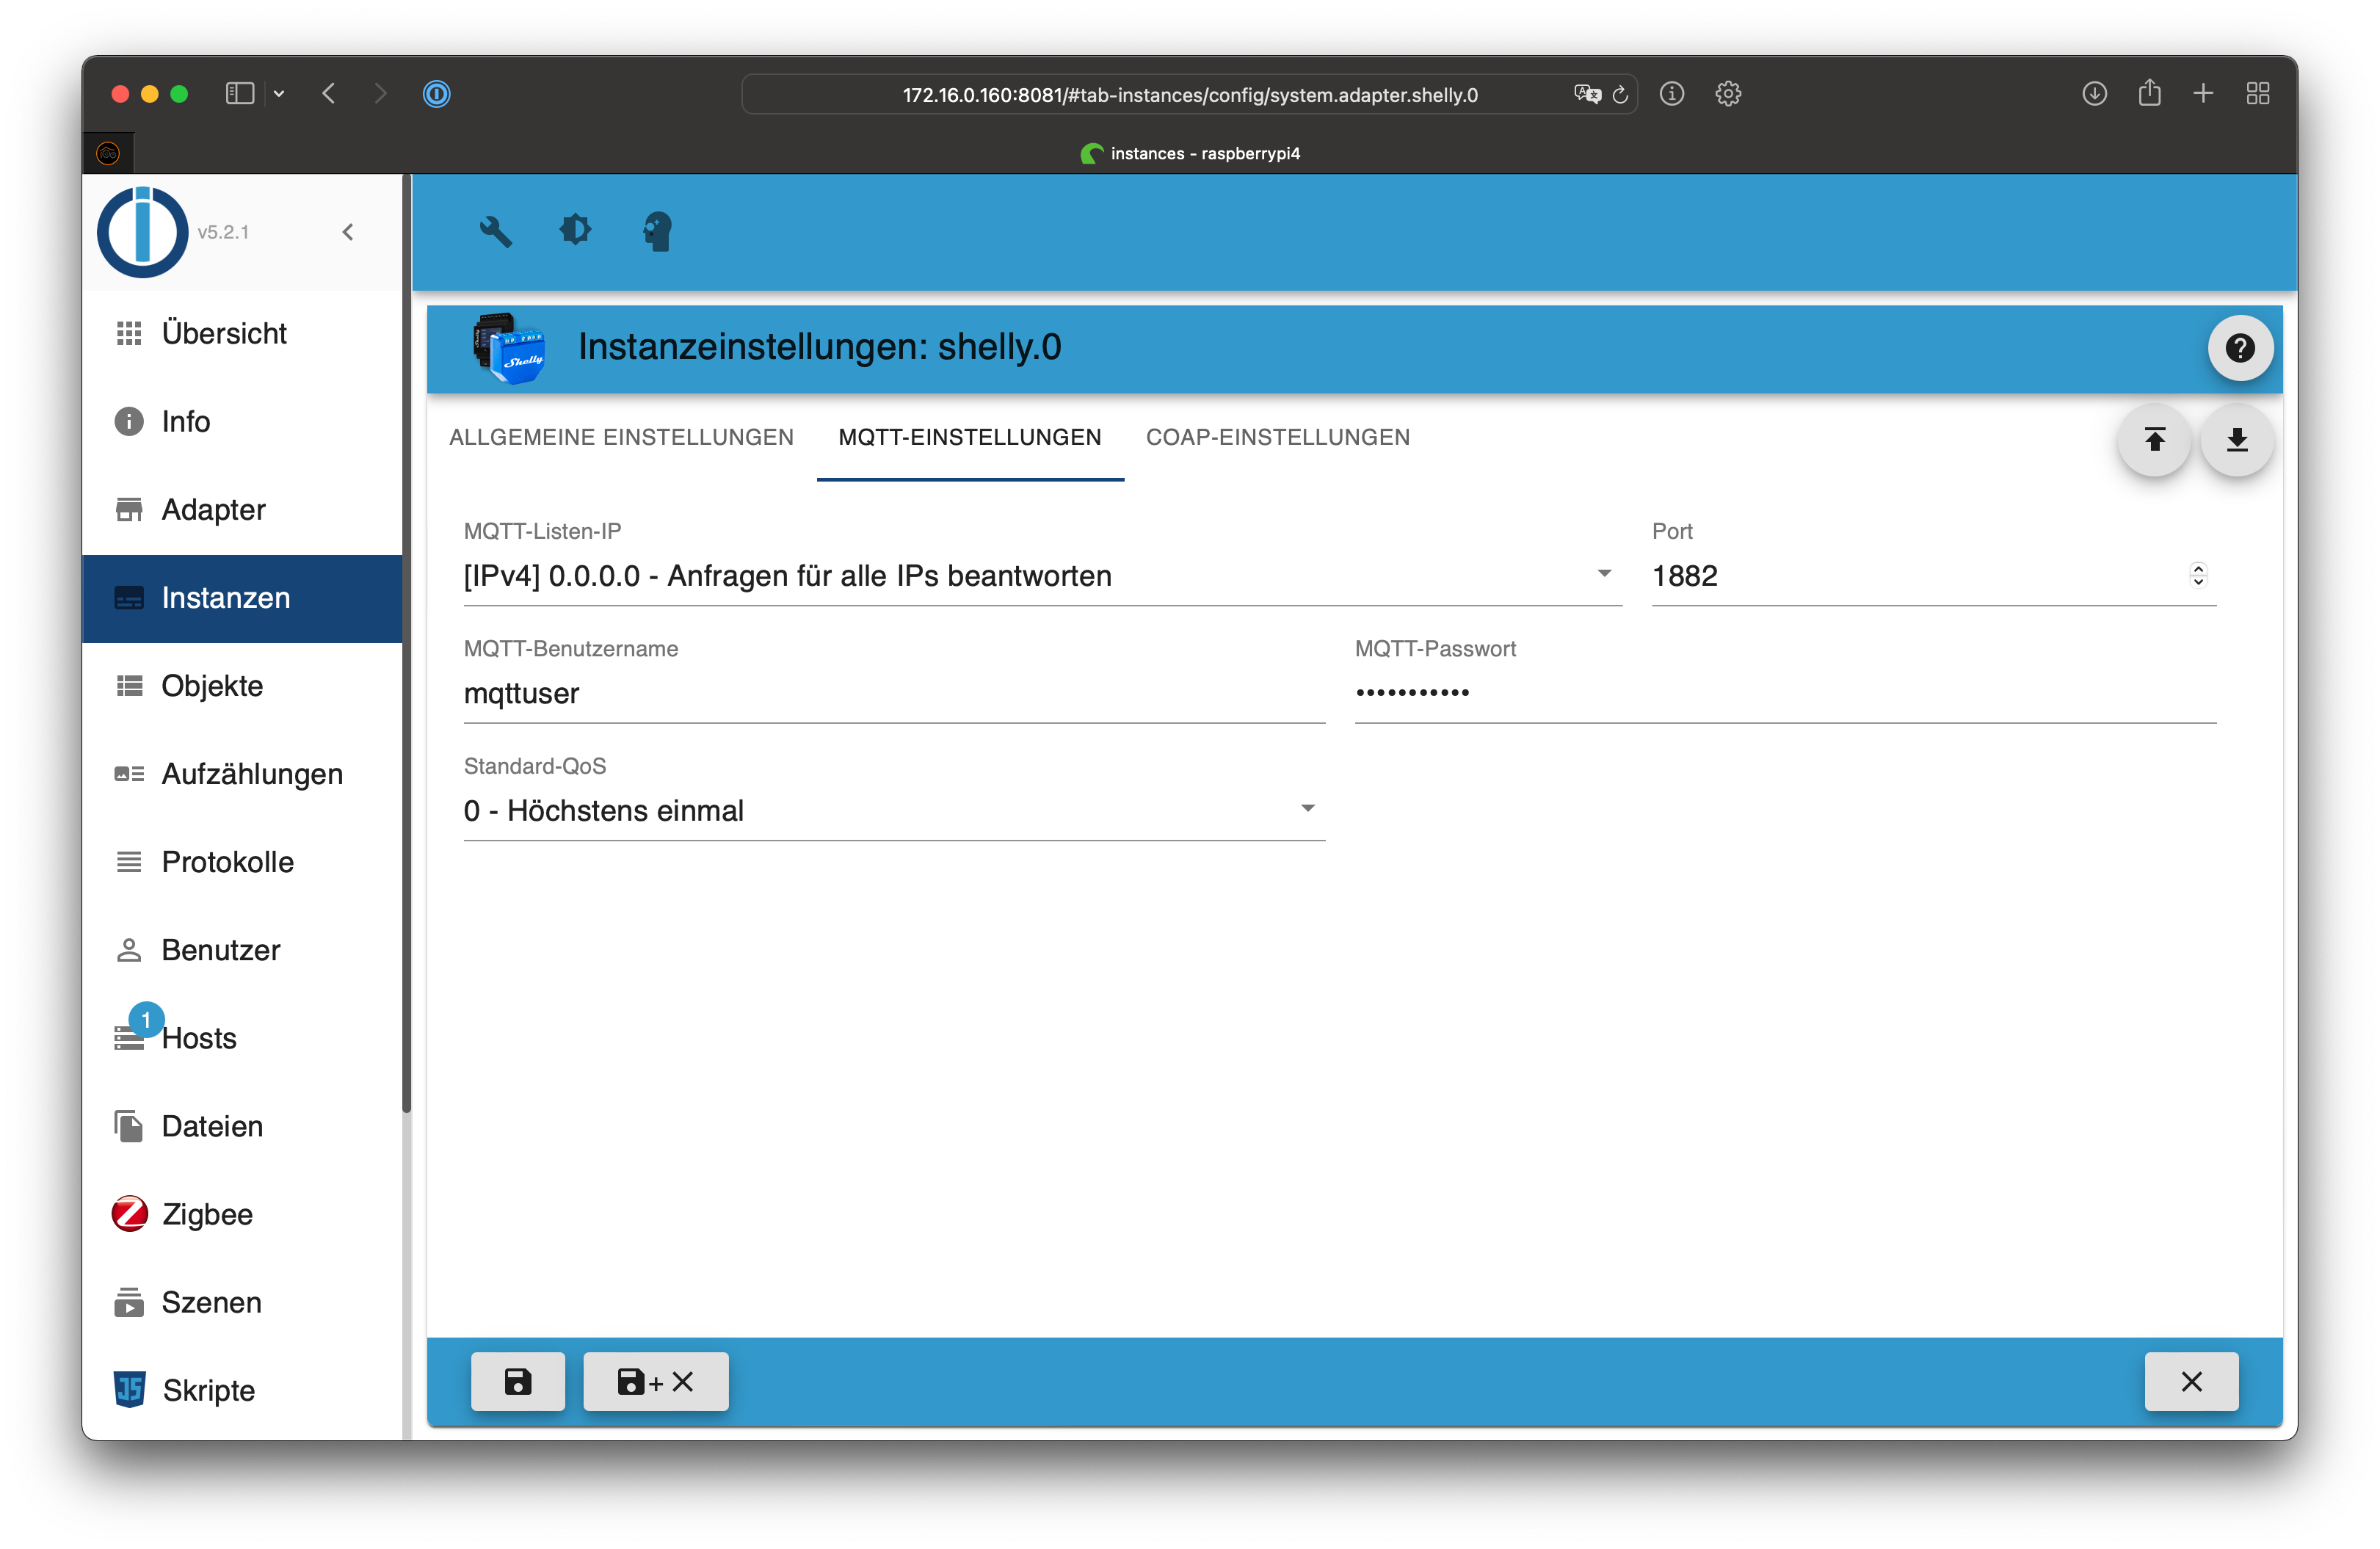 172.16.0.160:8081/#tab-instances/config/system.adapter.shelly.0
instances - raspberrypi4
v5.2.1
Übersicht
Info
Adapter
Instanzen
Objekte
Aufzählungen
Protokolle
Benutzer
1
Hosts
Dateien
Zigbee
Szenen
JS
Skripte
Shelly
Instanzeinstellungen: shelly.0
ALLGEMEINE EINSTELLUNGEN
MQTT-EINSTELLUNGEN
COAP-EINSTELLUNGEN
MQTT-Listen-IP
[IPv4] 0.0.0.0 - Anfragen für alle IPs beantworten
Port
1882
MQTT-Benutzername
mqttuser
MQTT-Passwort
•••••••••••
Standard-QoS
0 - Höchstens einmal
+